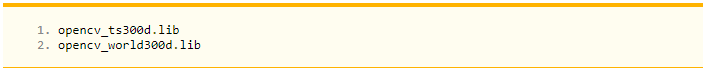 1. opencv_ts300d.lib
2. opencv_world300d.lib